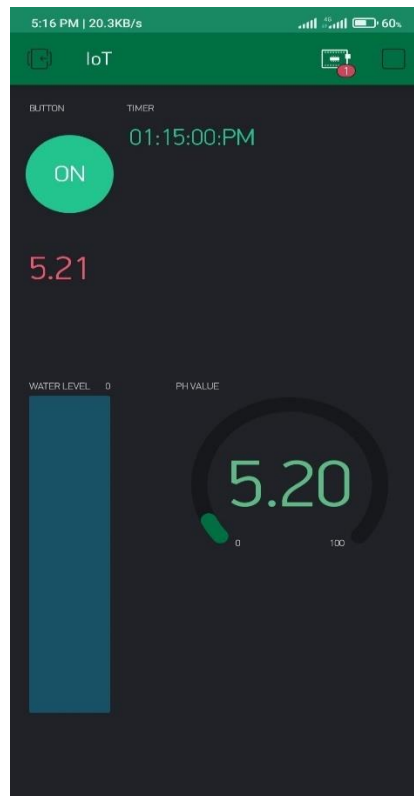 5:16 PM | 20.3KB/s 4G 60%
IoT 1
BUTTON TIMER
01:15:00:PM
ON
5.21
WATER LEVEL 0 PH VALUE
5.20
0 100